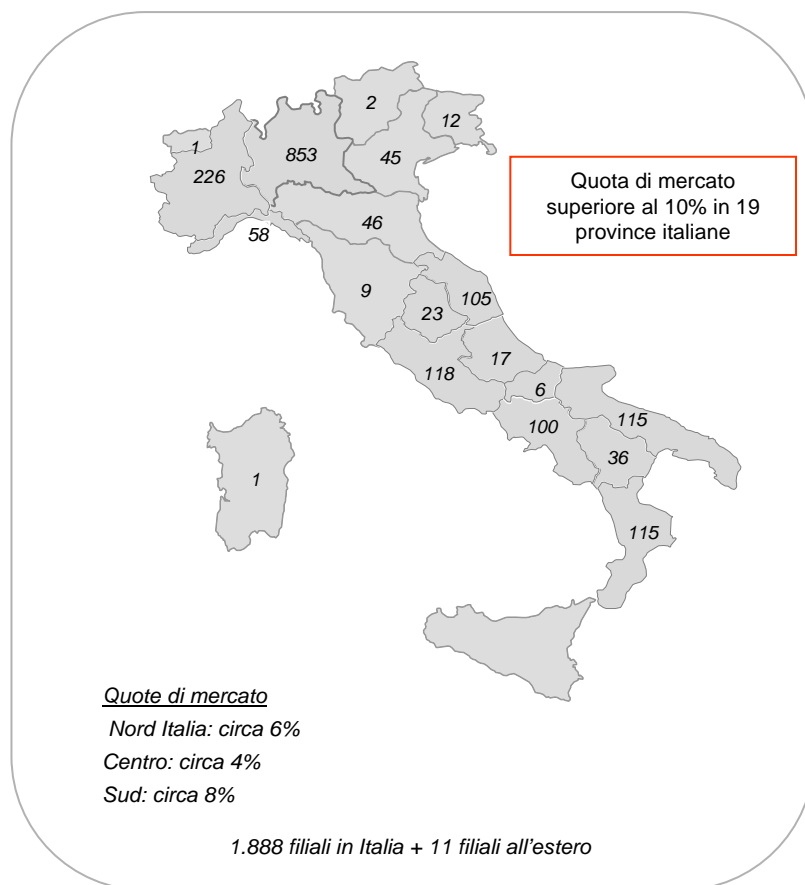 2
12
1
853
45
226
Quota di mercato
superiore al 10% in 19
province italiane
46
58
9
105
23
17
118
6
100
115
36
1
115
Quote di mercato
Nord Italia: circa 6%
Centro: circa 4%
Sud: circa 8%
1.888 filiali in Italia + 11 filiali all’estero